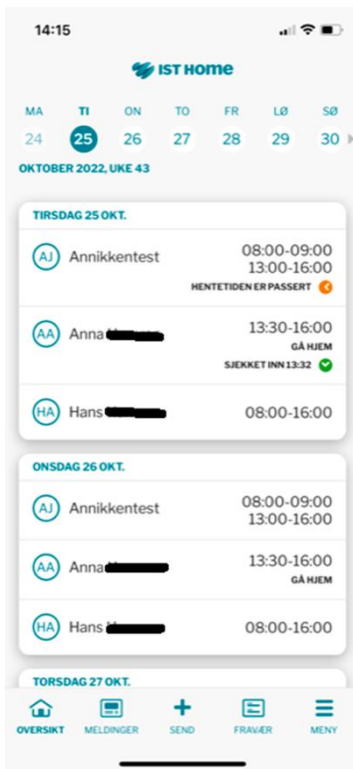 14:15
IST Home
MA TI ON TO FR LØ SØ
24 25 26 27 28 29 30
OKTOBER 2022, UKE 43
TIRSDAG 25 OKT.
AJ Annikkentest 08:00-09:00
13:00-16:00
HENTETIDEN ER PASSERT
AA Anna 13:30-16:00
GÅ HJEM
SJEKKET INN 13:32
HA Hans 08:00-16:00
ONSDAG 26 OKT.
AJ Annikkentest 08:00-09:00
13:00-16:00
AA Anna 13:30-16:00
GÅ HJEM
HA Hans 08:00-16:00
TORSDAG 27 OKT.
OVERSIKT MELDINGER SEND FRAVÆR MENY